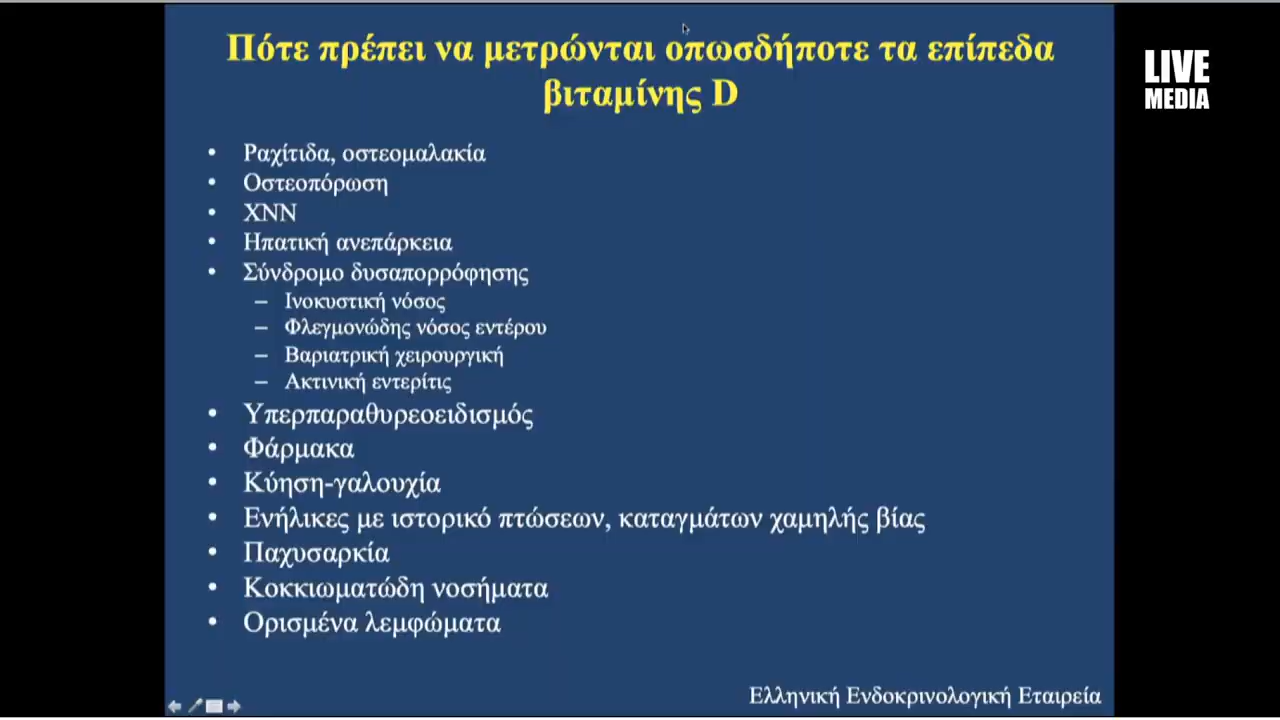 Πότε πρέπει να μετρώνται οπωσδήποτε τα επίπεδα
βιταμίνης D
LIVE
MEDIA
• Ραχίτιδα, οστεομαλακία
• Οστεοπόρωση
• ΧΝΝ
• Ηπατική ανεπάρκεια
• Σύνδρομο δυσαπορρόφησης
– Ινοκυστική νόσος
– Φλεγμονώδης νόσος εντέρου
– Βαριατρική χειρουργική
– Ακτινική εντερίτις
• Υπερπαραθυρεοειδισμός
• Φάρμακα
• Κύηση-γαλουχία
• Ενήλικες με ιστορικό πτώσεων, καταγμάτων χαμηλής βίας
• Παχυσαρκία
• Κοκκιωματώδη νοσήματα
• Ορισμένα λεμφώματα
Ελληνική Ενδοκρινολογική Εταιρεία